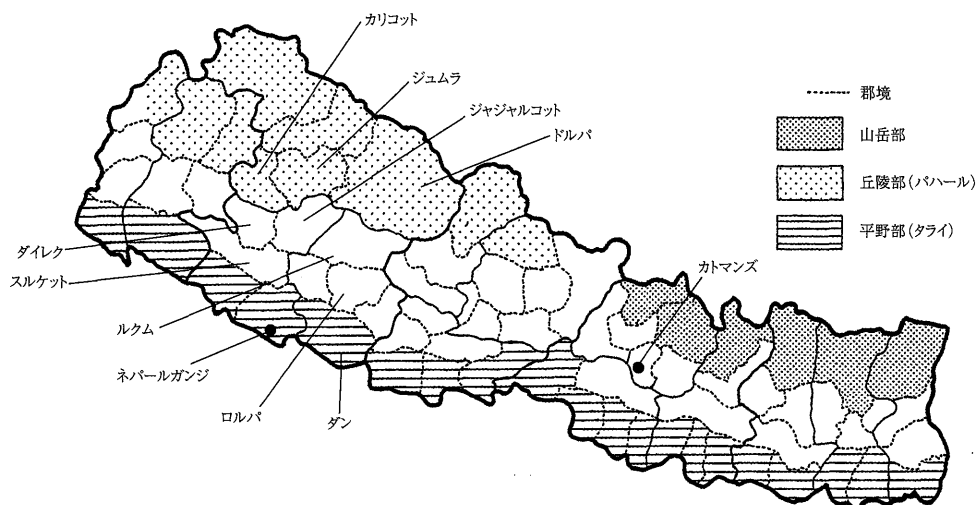 カリコット
ジュムラ
ジャジャルコット
ドルパ
郡境
山岳部
丘陵部(パハール)
平野部(タライ)
ダイレク
スルケット
カトマンズ
ルクム
ネパールガンジ
ロルパ
ダン